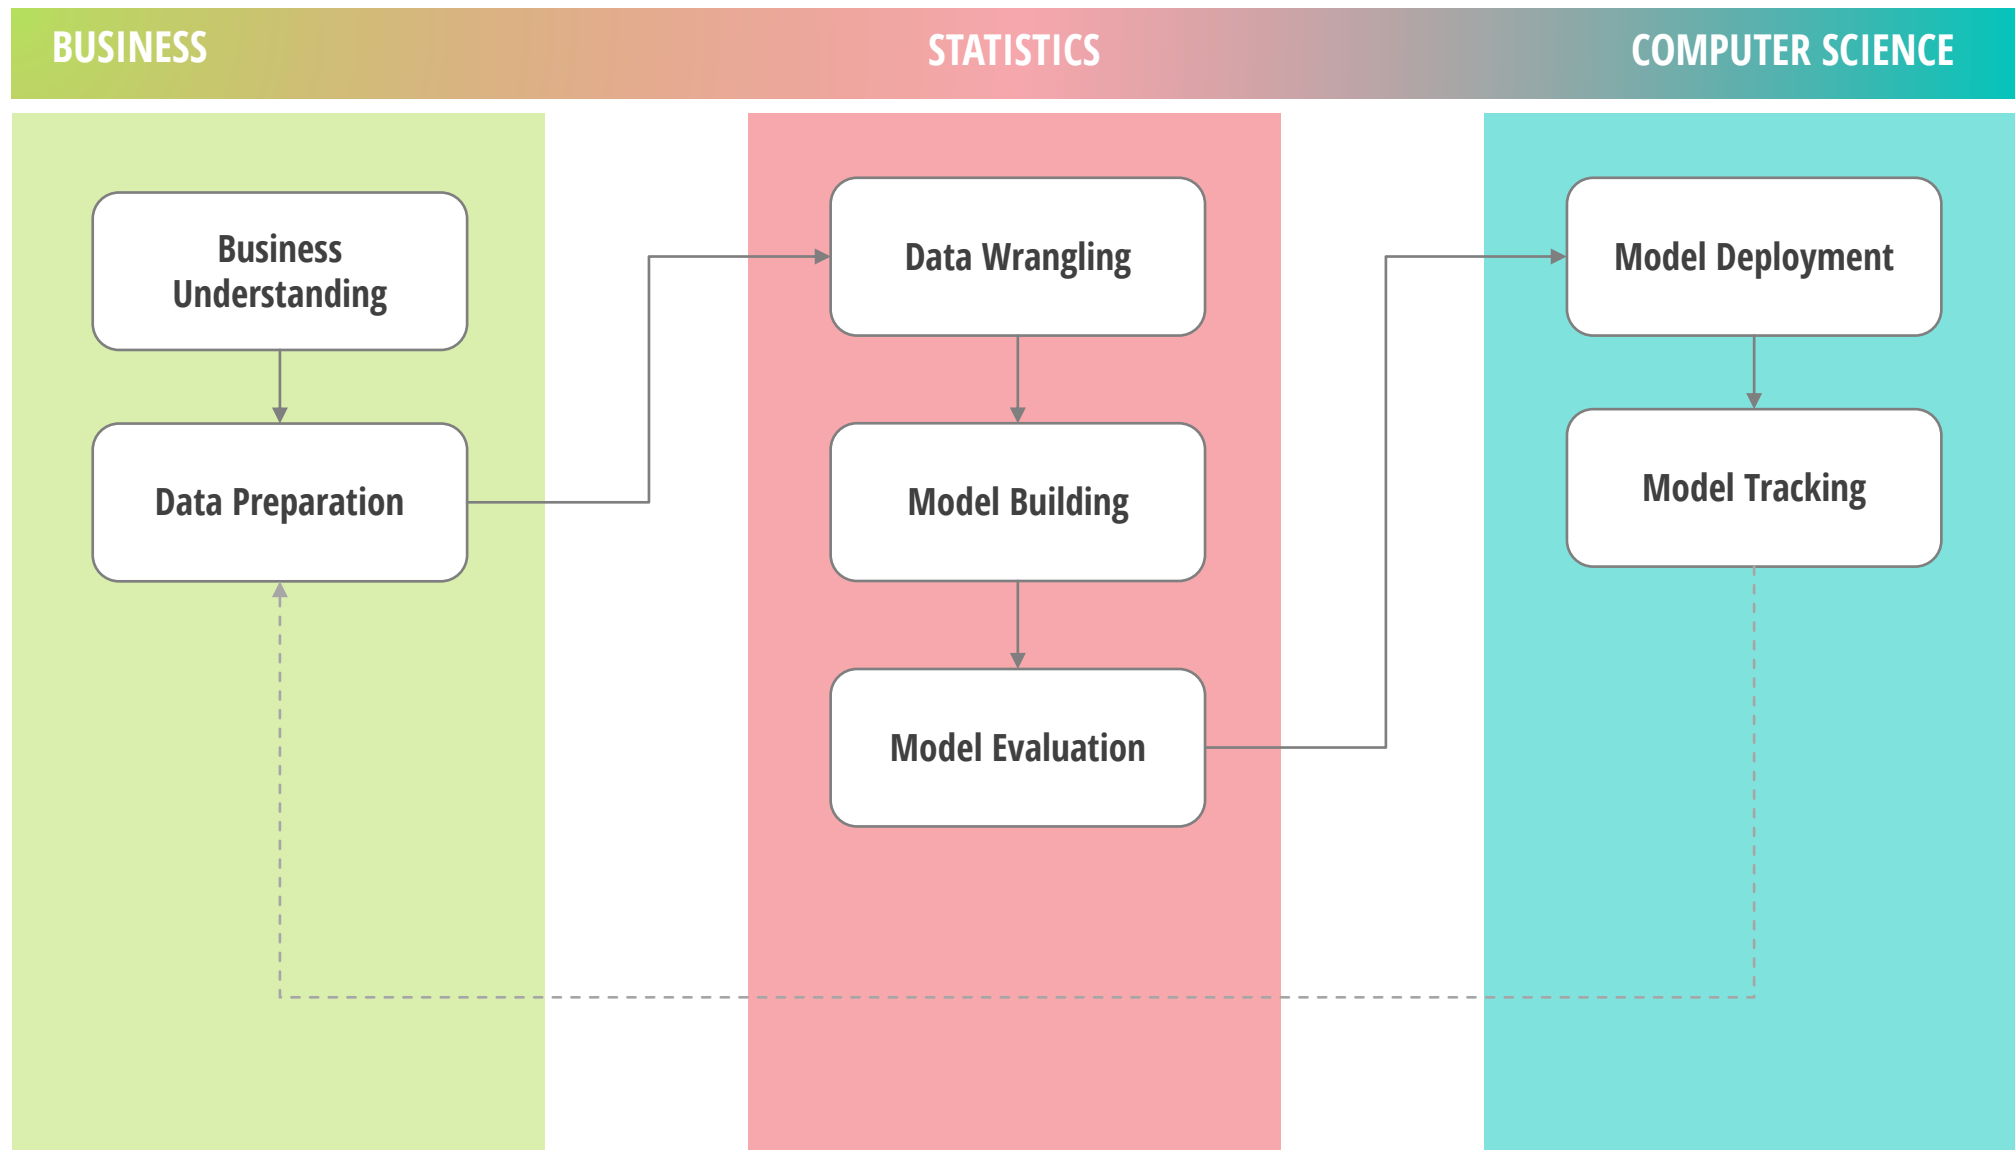 BUSINESS
STATISTICS
COMPUTER SCIENCE
Business
Understanding
Data Preparation
Data Wrangling
Model Building
Model Evaluation
Model Deployment
Model Tracking